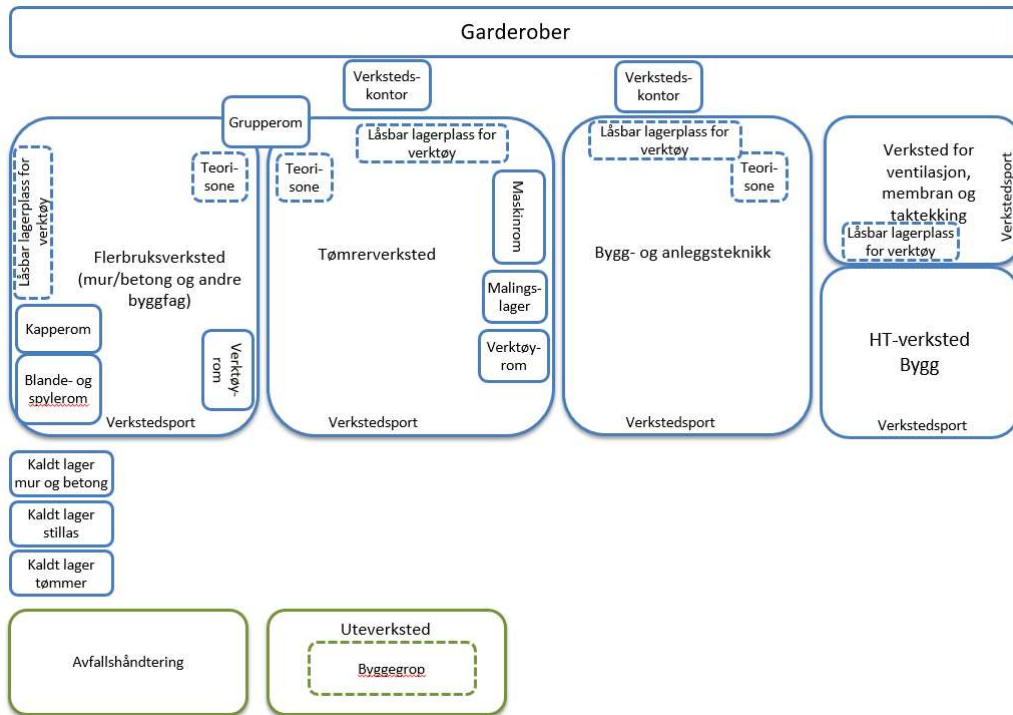 Garderober
Verksteds-
kontor
Verksteds-
kontor
Grupperom
Låsbar lagerplass for
verktøy
Teori-
sone
Flerbruksverksted
(mur/betong og andre
byggfag)
Kapperom
Blande- og
spylerom
Verktøy-
rom
Verkstedsport
Teori-
sone
Låsbar lagerplass for
verktøy
Maskinrom
Tømrerverksted
Malings-
lager
Verktøy-
rom
Verkstedsport
Låsbar lagerplass for
verktøy
Teori-
sone
Bygg- og anleggsteknikk
Verkstedsport
Verksted for
ventilasjon,
membran og
taktekking
Verkstedsport
Låsbar lagerplass
for verktøy
HT-verksted
Bygg
Verkstedsport
Kaldt lager
mur og betong
Kaldt lager
stillas
Kaldt lager
tømmer
Avfallshåndtering
Uteverksted
Byggegrop